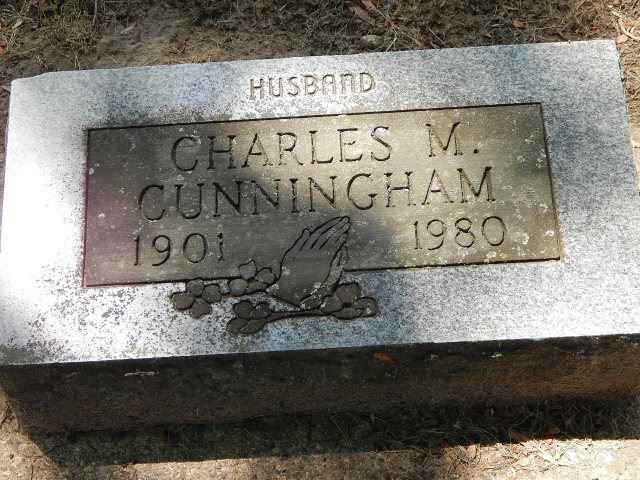 HUSBAND
CHARLES M.
CUNNINGHAM
1901 1980